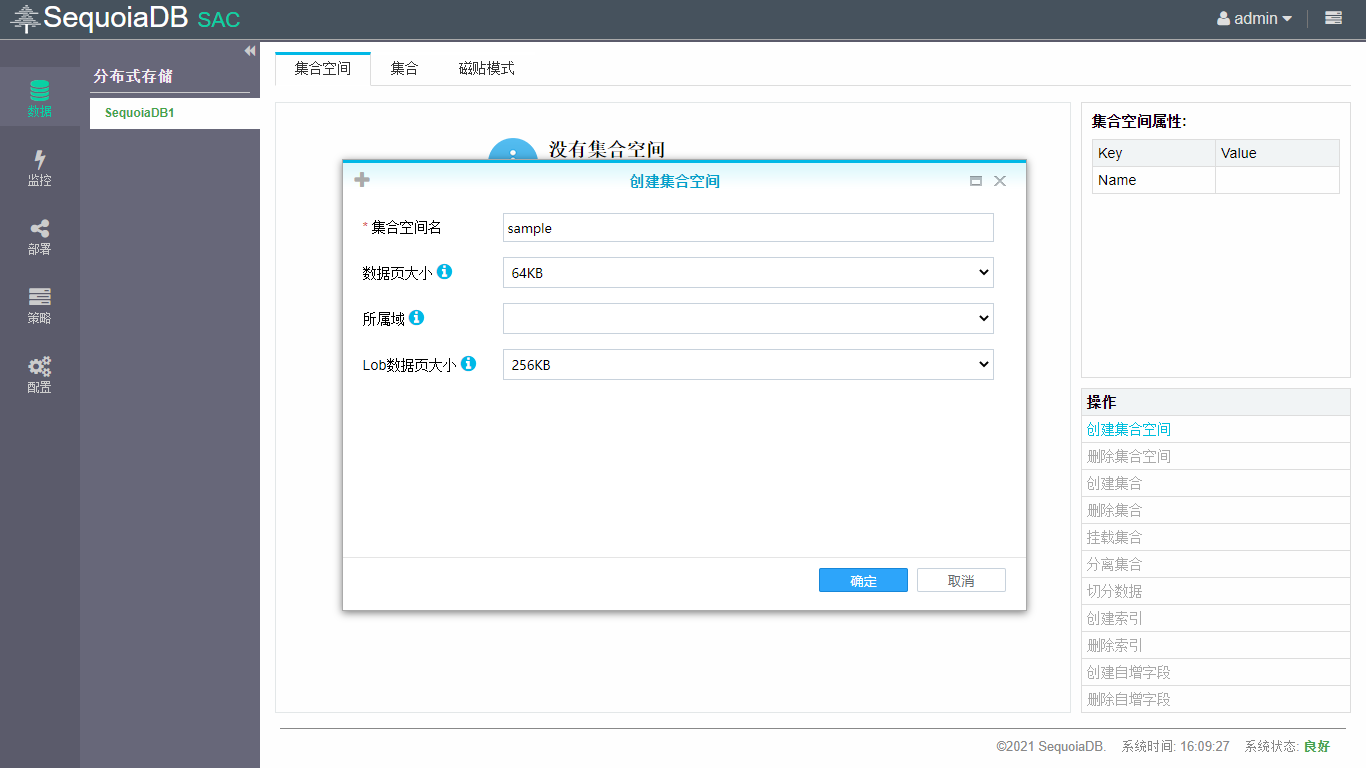 SequoiaDB SAC
admin
数据
监控
部署
策略
配置
分布式存储
SequoiaDB1
集合空间
集合
磁贴模式
没有集合空间
创建集合空间
* 集合空间名
sample
数据页大小
64KB
所属域
Lob数据页大小
256KB
确定
取消
集合空间属性:
Key Value
Name
操作
创建集合空间
删除集合空间
创建集合
删除集合
挂载集合
分离集合
切分数据
创建索引
删除索引
创建自增字段
删除自增字段
©2021 SequoiaDB. 系统时间: 16:09:27 系统状态: 良好